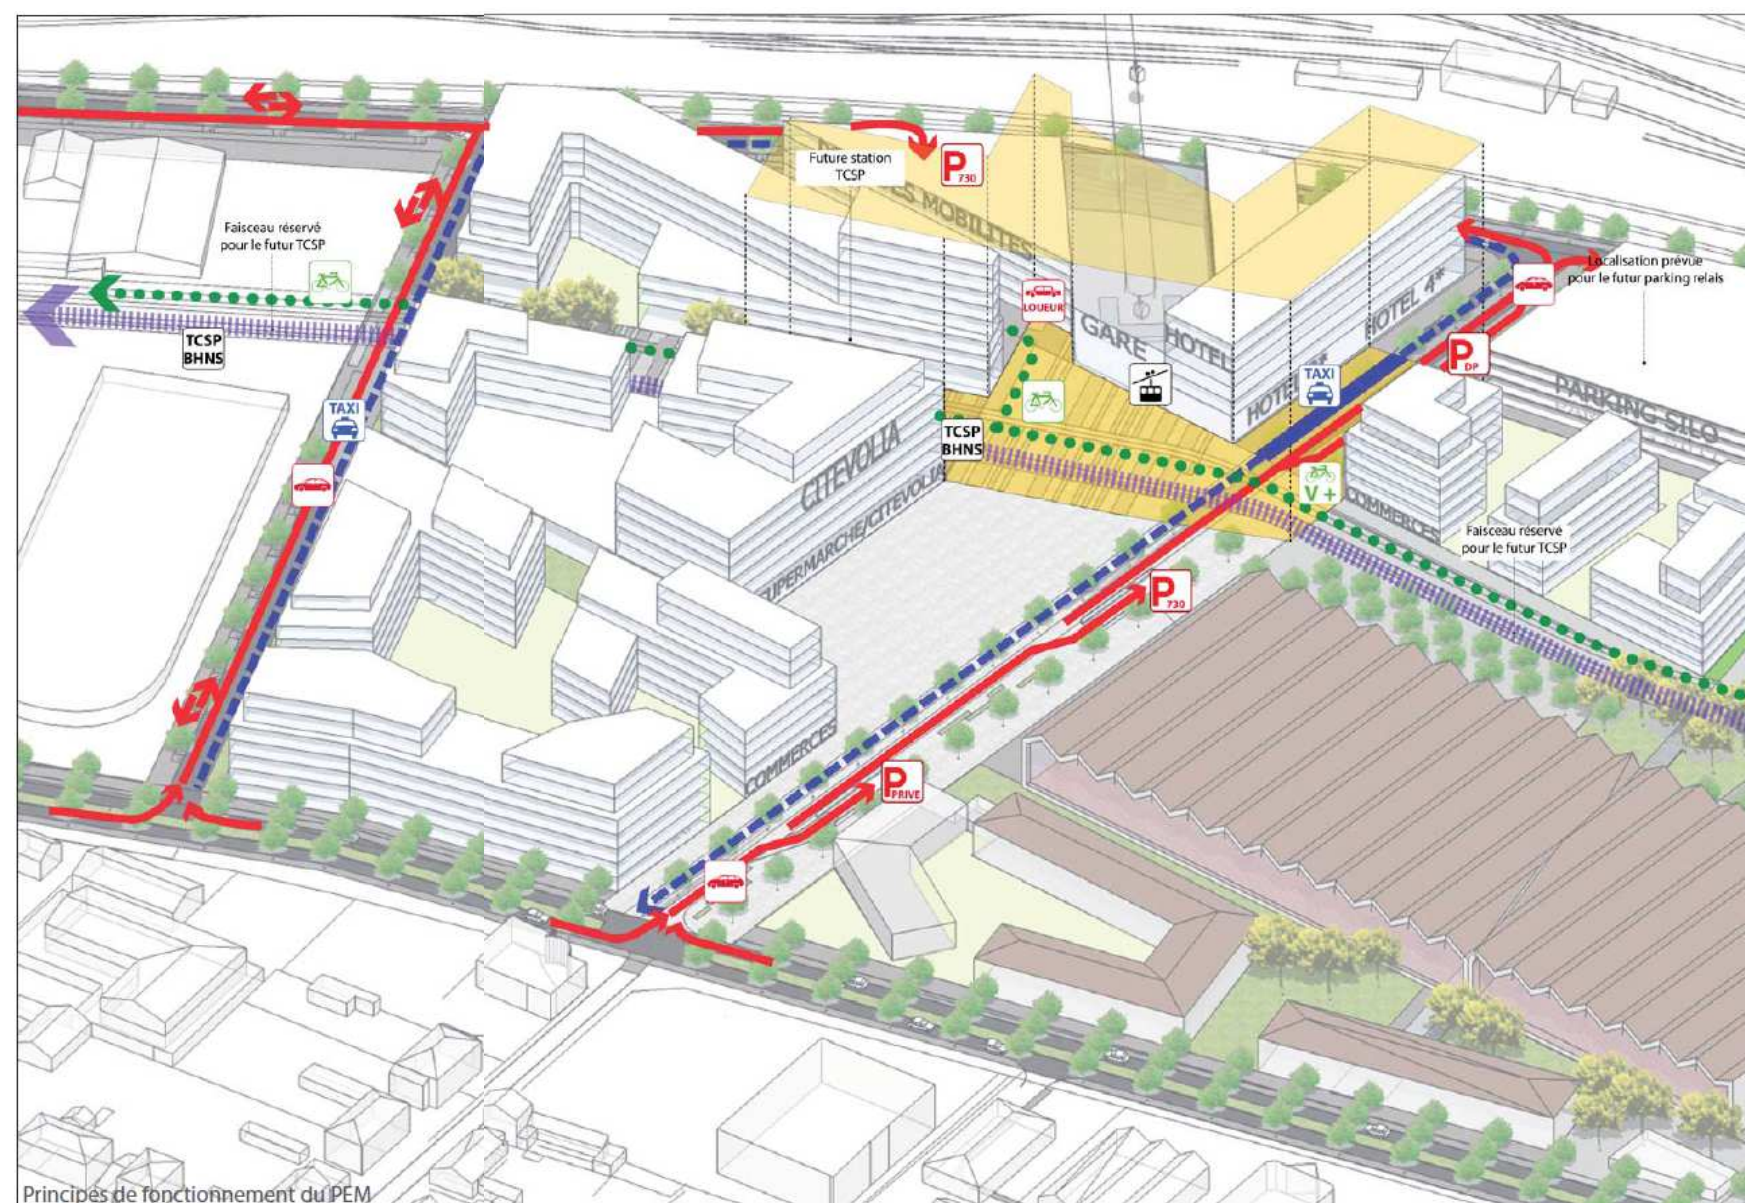 Future station
TCSP
P
730
MOBILITES
Faisceau réservé
pour le futur TCSP
Localisation prévue
pour le futur parking relais
LOUEUR
GARE
HOTEL
HOTEL 4*
TCSP
BHNS
P
DP
TAXI
HOTEL
PARKING SILO
TAXI
CITEVOLIA
TCSP
BHNS
V +
COMMERCES
SUPERMARCHE/CITEVOLIA
Faisceau réservé
pour le futur TCSP
P
730
COMMERCES
P
PRIVE
Principes de fonctionnement du PEM